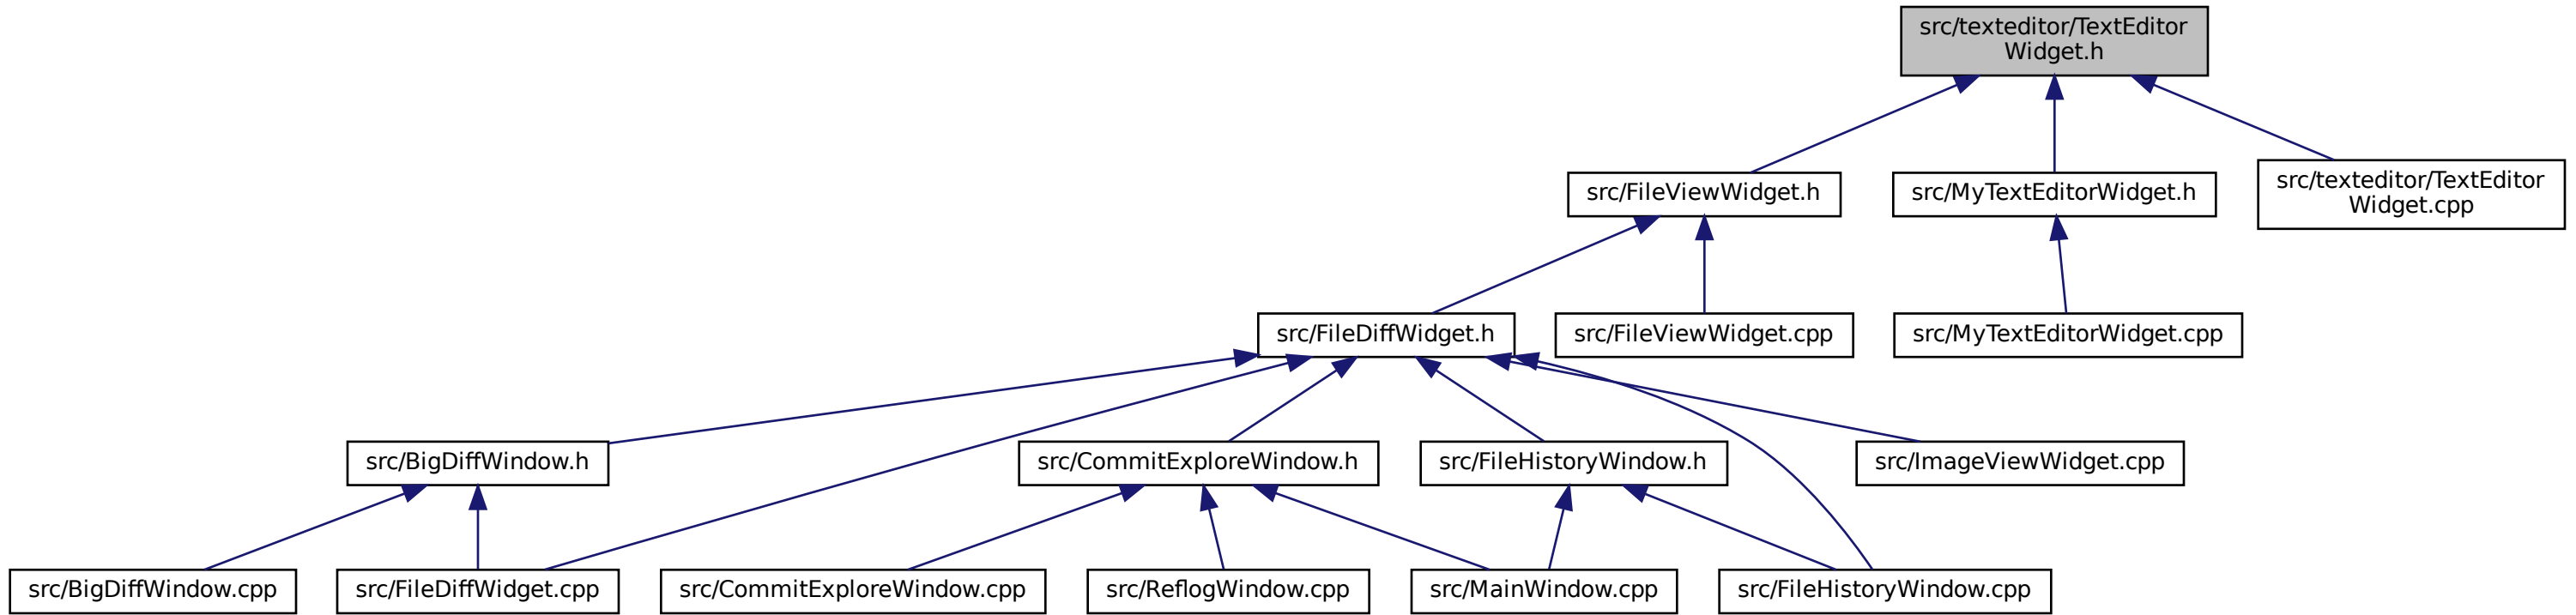 src/texteditor/TextEditor
Widget.h
src/FileViewWidget.h
src/MyTextEditorWidget.h
src/texteditor/TextEditor
Widget.cpp
src/FileDiffWidget.h
src/FileViewWidget.cpp
src/MyTextEditorWidget.cpp
src/BigDiffWindow.h
src/CommitExploreWindow.h
src/FileHistoryWindow.h
src/ImageViewWidget.cpp
src/BigDiffWindow.cpp
src/FileDiffWidget.cpp
src/CommitExploreWindow.cpp
src/ReflogWindow.cpp
src/MainWindow.cpp
src/FileHistoryWindow.cpp